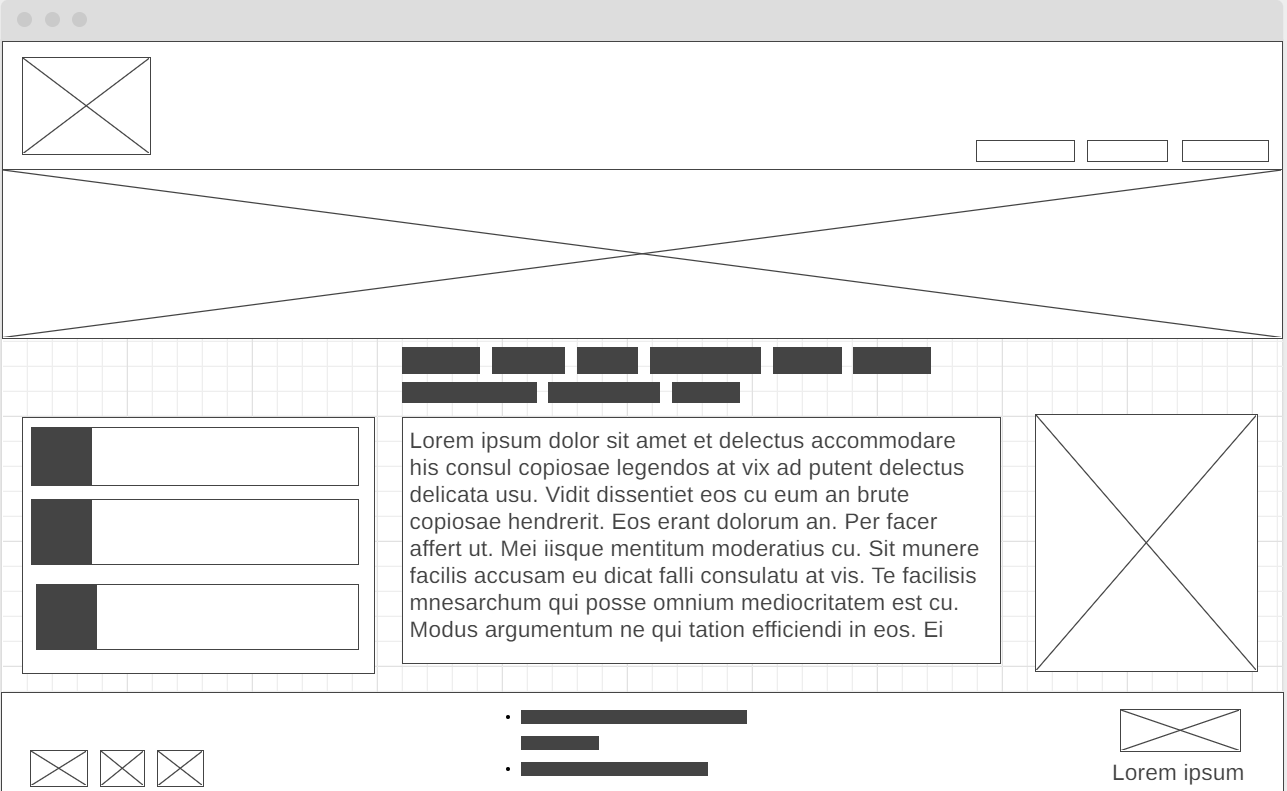 Lorem ipsum dolor sit amet et delectus accommodare
his consul copiosae legendos at vix ad putent delectus
delicata usu. Vidit dissentiet eos cu eum an brute
copiosae hendrerit. Eos erant dolorum an. Per facer
affert ut. Mei iisque mentitum moderatius cu. Sit munere
facilis accusam eu dicat falli consulatu at vis. Te facilisis
mnesarchum qui posse omnium mediocritatem est cu.
Modus argumentum ne qui tation efficiendi in eos. Ei
Lorem ipsum